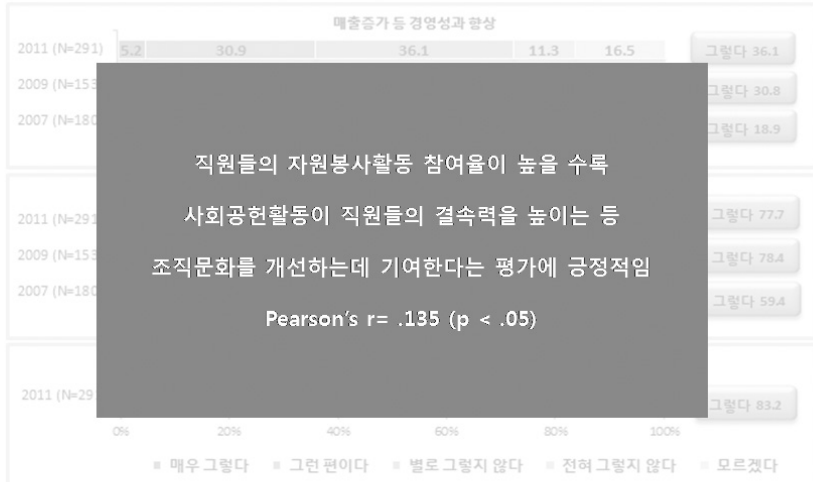 매출증가 등 경영성과 향상
2011 (N=291) 5.2 30.9 36.1 11.3 16.5 그렇다 36.1
2009 (N=153 그렇다 30.8
2007 (N=180 그렇다 18.9
직원들의 자원봉사활동 참여율이 높을 수록
사회공헌활동이 직원들의 결속력을 높이는 등
2011 (N=291 그렇다 77.7
2009 (N=153 그렇다 78.4
조직문화를 개선하는데 기여한다는 평가에 긍정적임
2007 (N=180 그렇다 59.4
Pearson's r= .135 (p < .05)
2011 (N=29 그렇다 83.2
0% 20% 40% 60% 80% 100%
매우 그렇다 그런 편이다 별로 그렇지 않다 전혀 그렇지 않다 모르겠다